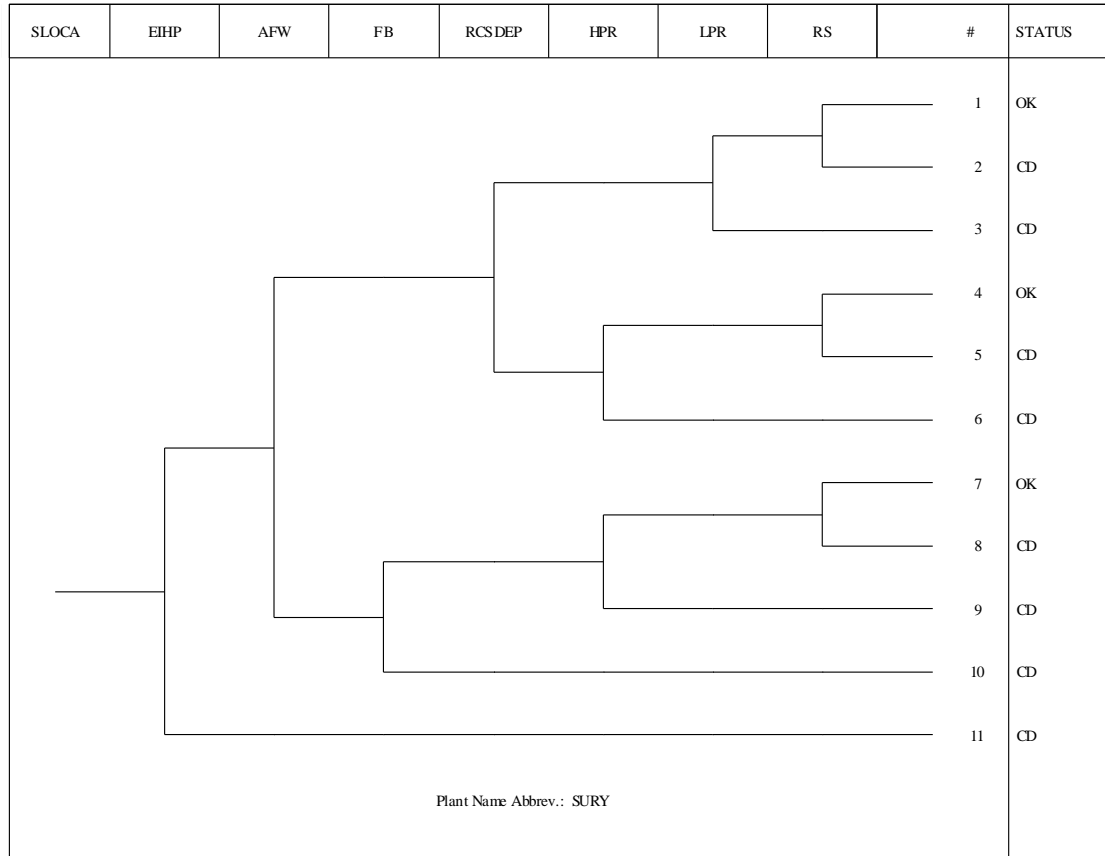 SLOCA EIHP AFW FB RCSDEP HPR LPR RS # STATUS
1 OK
2 CD
3 CD
4 OK
5 CD
6 CD
7 OK
8 CD
9 CD
10 CD
11 CD
Plant Name Abbrev.: SURY